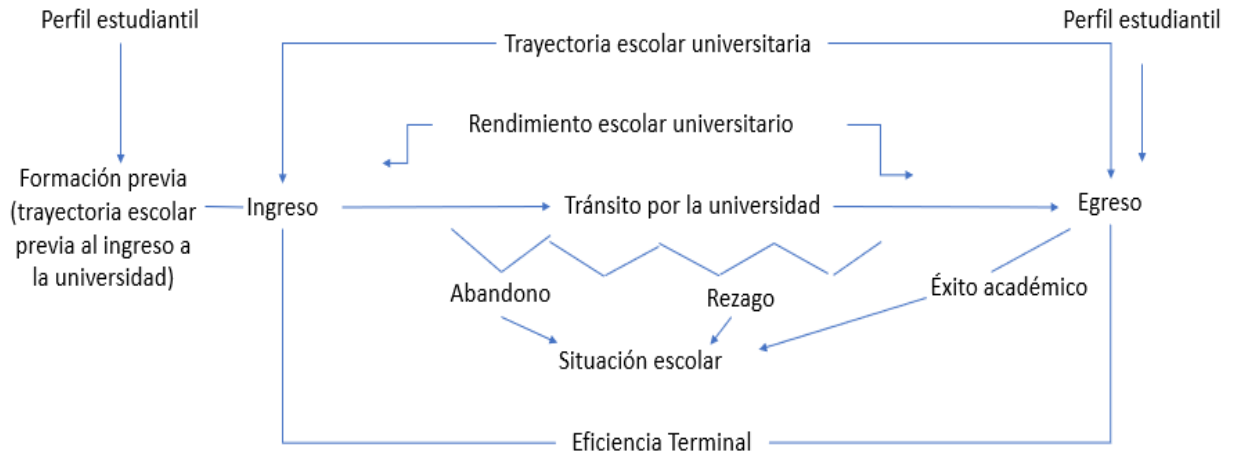 Perfil estudiantil
Perfil estudiantil
Trayectoria escolar universitaria
Rendimiento escolar universitario
Formación previa
(trayectoria escolar
previa al ingreso a
la universidad)
Ingreso
Tránsito por la universidad
Egreso
Abandono
Rezago
Éxito académico
Situación escolar
Eficiencia Terminal